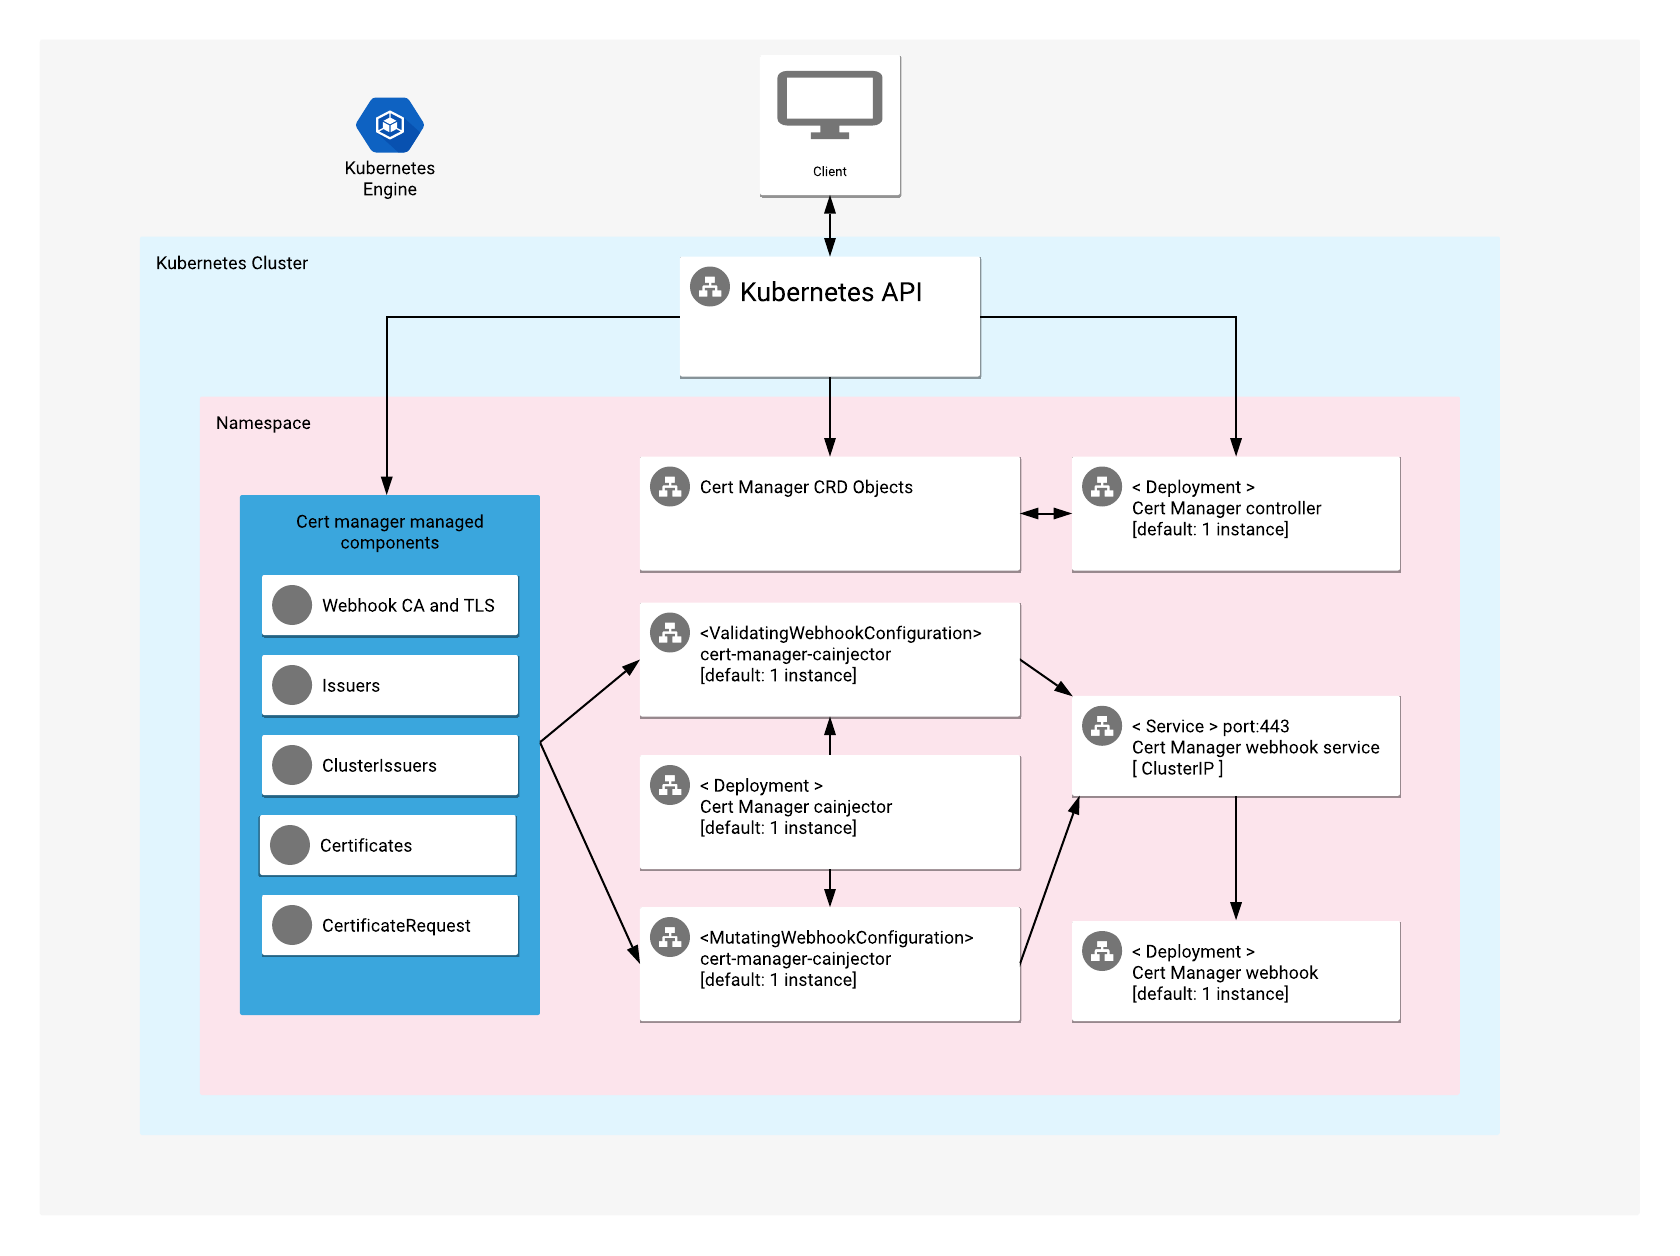 Kubernetes
Engine
Client
Kubernetes Cluster
Kubernetes API
Namespace
Cert manager managed
components
Webhook CA and TLS
Issuers
ClusterIssuers
Certificates
CertificateRequest
Cert Manager CRD Objects
< Deployment >
Cert Manager controller
[default: 1 instance]
<ValidatingWebhookConfiguration>
cert-manager-cainjector
[default: 1 instance]
< Deployment >
Cert Manager cainjector
[default: 1 instance]
<MutatingWebhookConfiguration>
cert-manager-cainjector
[default: 1 instance]
< Service > port:443
Cert Manager webhook service
[ ClusterIP ]
< Deployment >
Cert Manager webhook
[default: 1 instance]